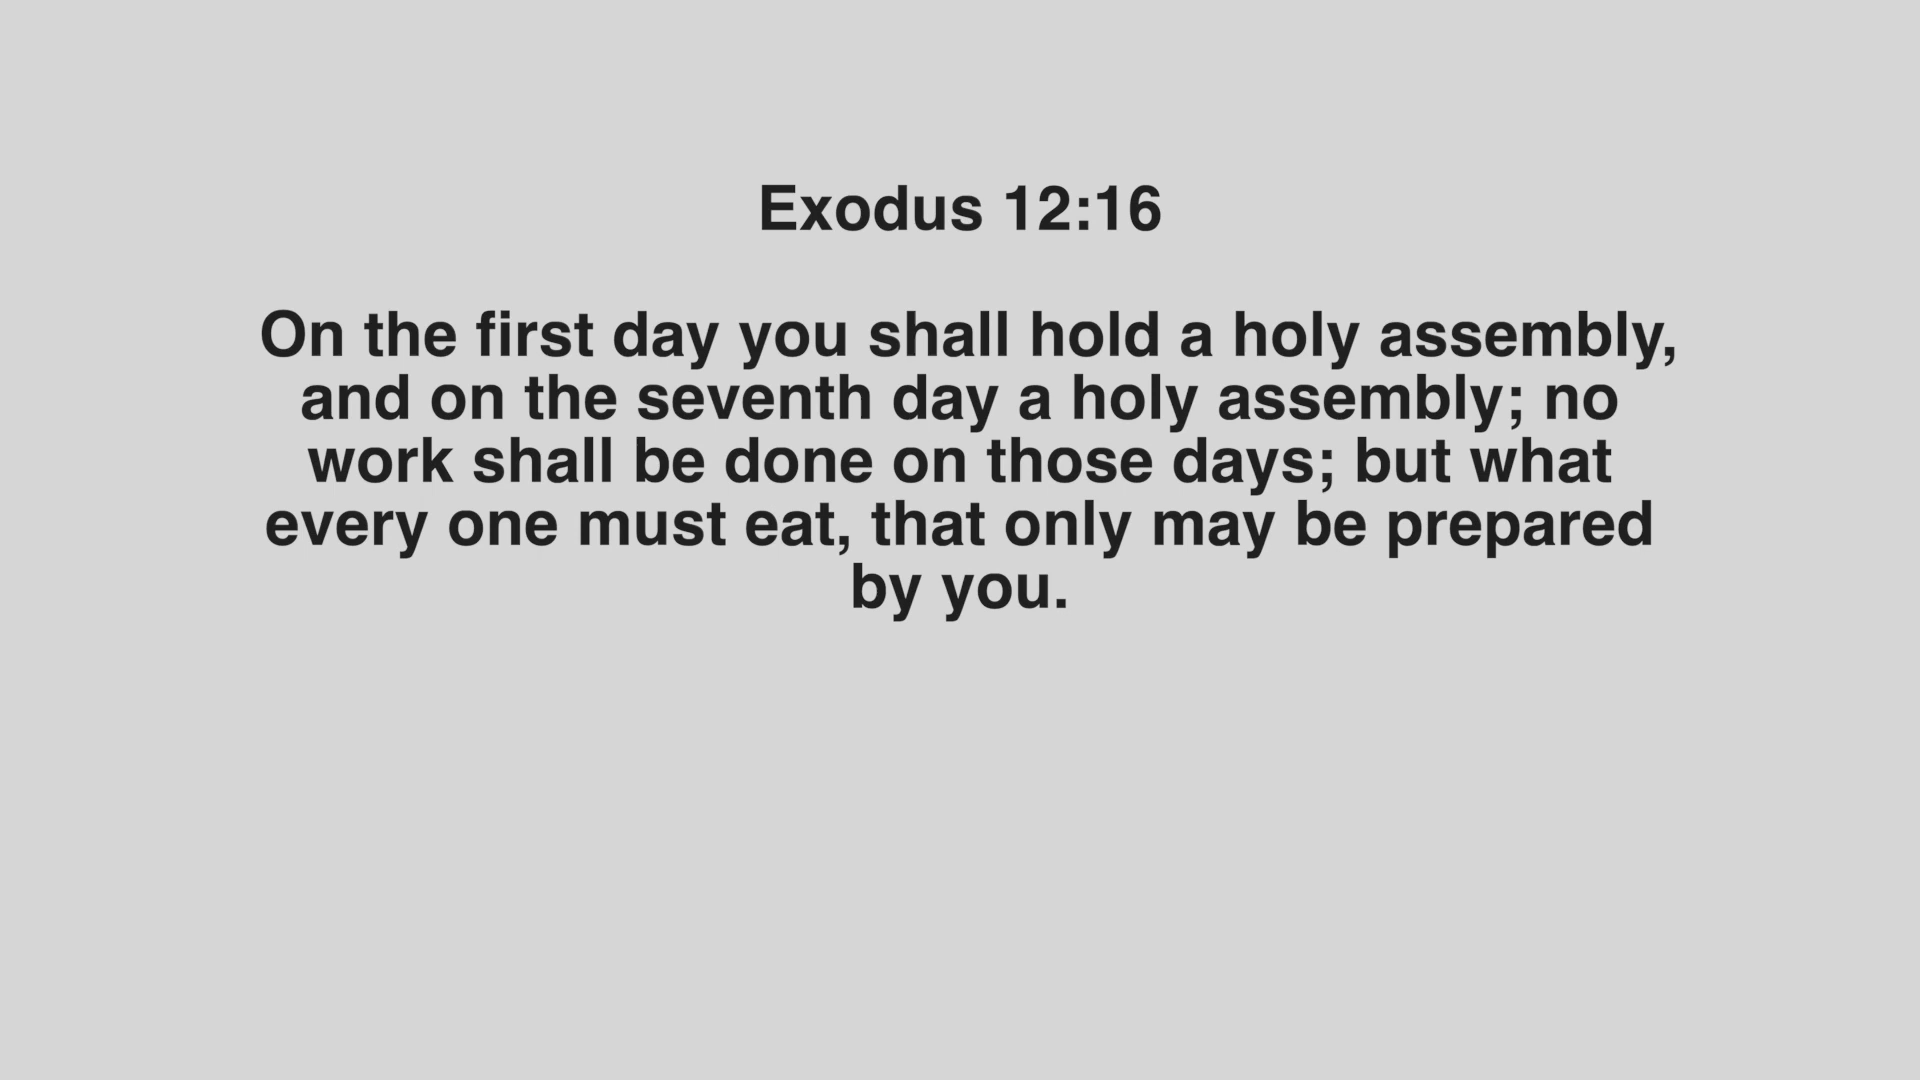 Exodus 12:16
On the first day you shall hold a holy assembly,
and on the seventh day a holy assembly; no
work shall be done on those days; but what
every one must eat, that only may be prepared
by you.